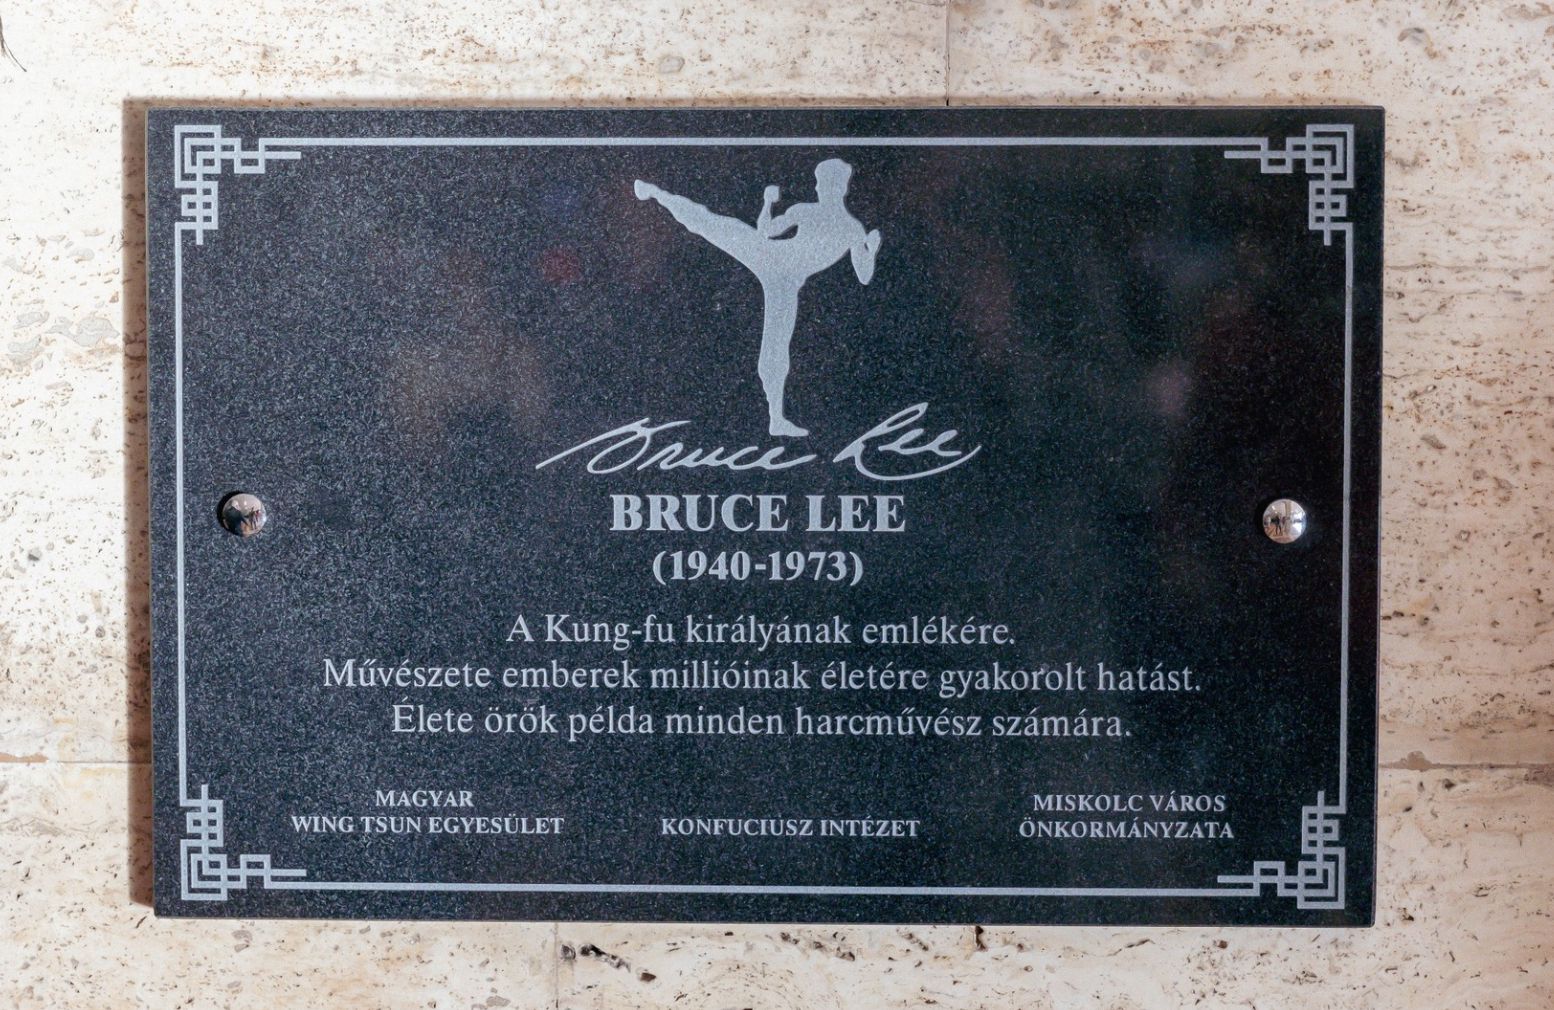 Bruce Lee
BRUCE LEE
(1940-1973)
A Kung-fu királyának emlékére.
Művészete emberek millióinak életére gyakorolt hatást.
Élete örök példa minden harcművész számára.
MAGYAR
WING TSUN EGYESÜLET
KONFUCIUSZ INTÉZET
MISKOLC VÁROS
ÖNKORMÁNYZATA